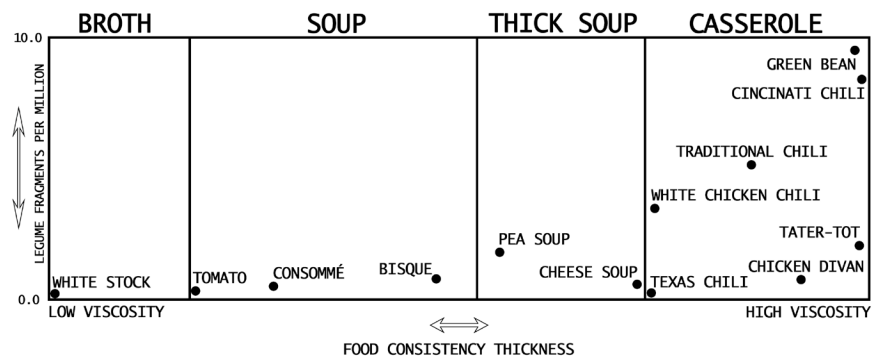 BROTH
SOUP
THICK SOUP
CASSEROLE
10.0
LEGUME FRAGMENTS PER MILLION
GREEN BEAN
CINCINATI CHILI
TRADITIONAL CHILI
WHITE CHICKEN CHILI
PEA SOUP
TATER-TOT
WHITE STOCK
TOMATO
CONSOMMÉ
BISQUE
CHEESE SOUP
TEXAS CHILI
CHICKEN DIVAN
0.0
LOW VISCOSITY
HIGH VISCOSITY
FOOD CONSISTENCY THICKNESS